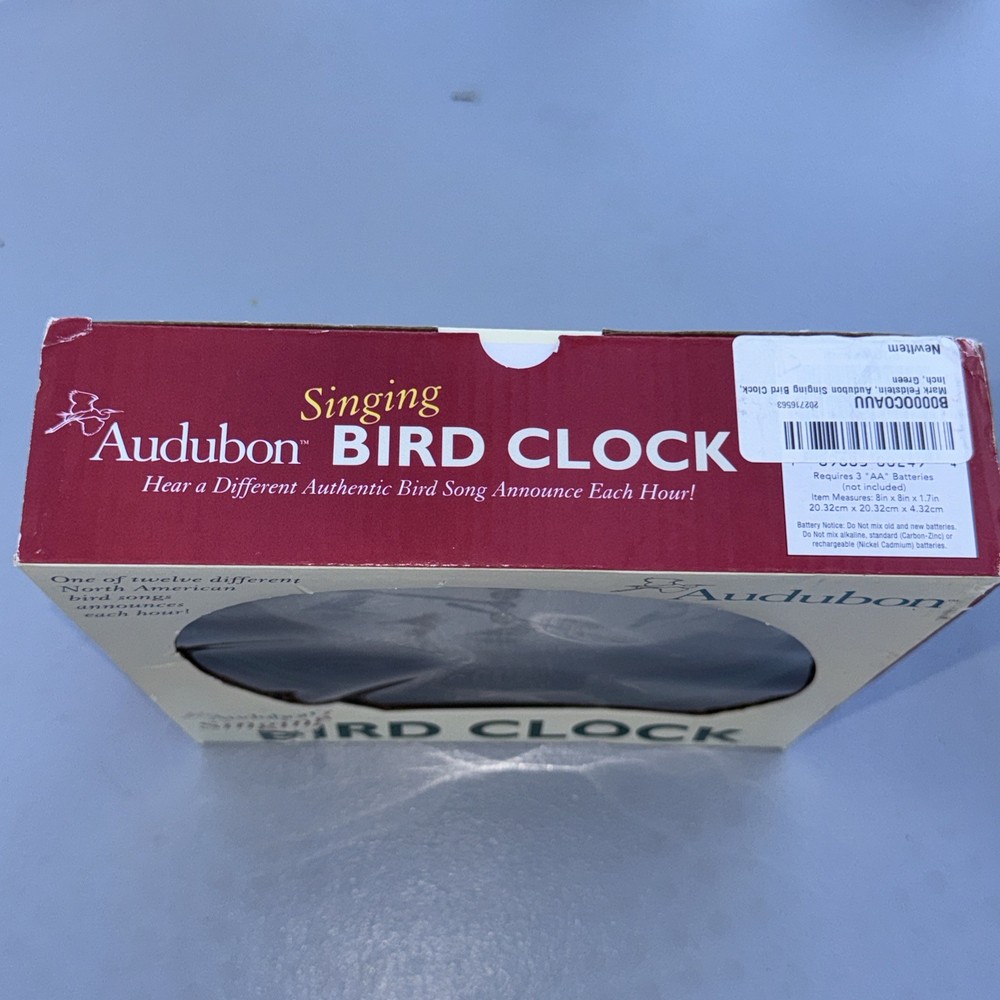 Singing
Audubon™ BIRD CLOCK
Hear a Different Authentic Bird Song Announce Each Hour!
B000OCOAUU
202716563
Mark Feldstein, Audubon Singing Bird Clock,
Inch, Green
NewItem
Requires 3 "AA" Batteries
(not included)
Item Measures: 8in x 8in x 1.7in
20.32cm x 20.32cm x 4.32cm
Battery Notice: Do Not mix old and new batteries.
Do Not mix alkaline, standard (Carbon-Zinc) or
rechargeable (Nickel Cadmium) batteries.
One of twelve different
North American
bird songs
announces
each hour!
Audubon™
Singing
BIRD CLOCK